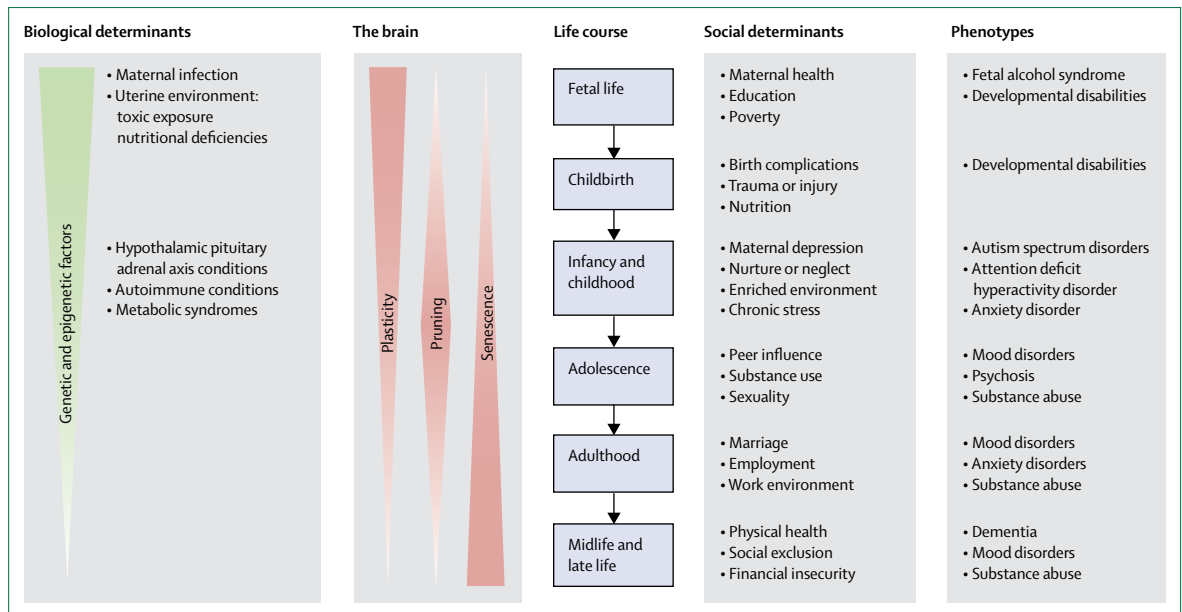 Biological determinants
• Maternal infection
• Uterine environment:
toxic exposure
nutritional deficiencies
• Hypothalamic pituitary
adrenal axis conditions
• Autoimmune conditions
• Metabolic syndromes
Genetic and epigenetic factors
The brain
Plasticity
Pruning
Senescence
Life course
Fetal life
Childbirth
Infancy and
childhood
Adolescence
Adulthood
Midlife and
late life
Social determinants
• Maternal health
• Education
• Poverty
• Birth complications
• Trauma or injury
• Nutrition
• Maternal depression
• Nurture or neglect
• Enriched environment
• Chronic stress
• Peer influence
• Substance use
• Sexuality
• Marriage
• Employment
• Work environment
• Physical health
• Social exclusion
• Financial insecurity
Phenotypes
• Fetal alcohol syndrome
• Developmental disabilities
• Developmental disabilities
• Autism spectrum disorders
• Attention deficit
hyperactivity disorder
• Anxiety disorder
• Mood disorders
• Psychosis
• Substance abuse
• Mood disorders
• Anxiety disorders
• Substance abuse
• Dementia
• Mood disorders
• Substance abuse